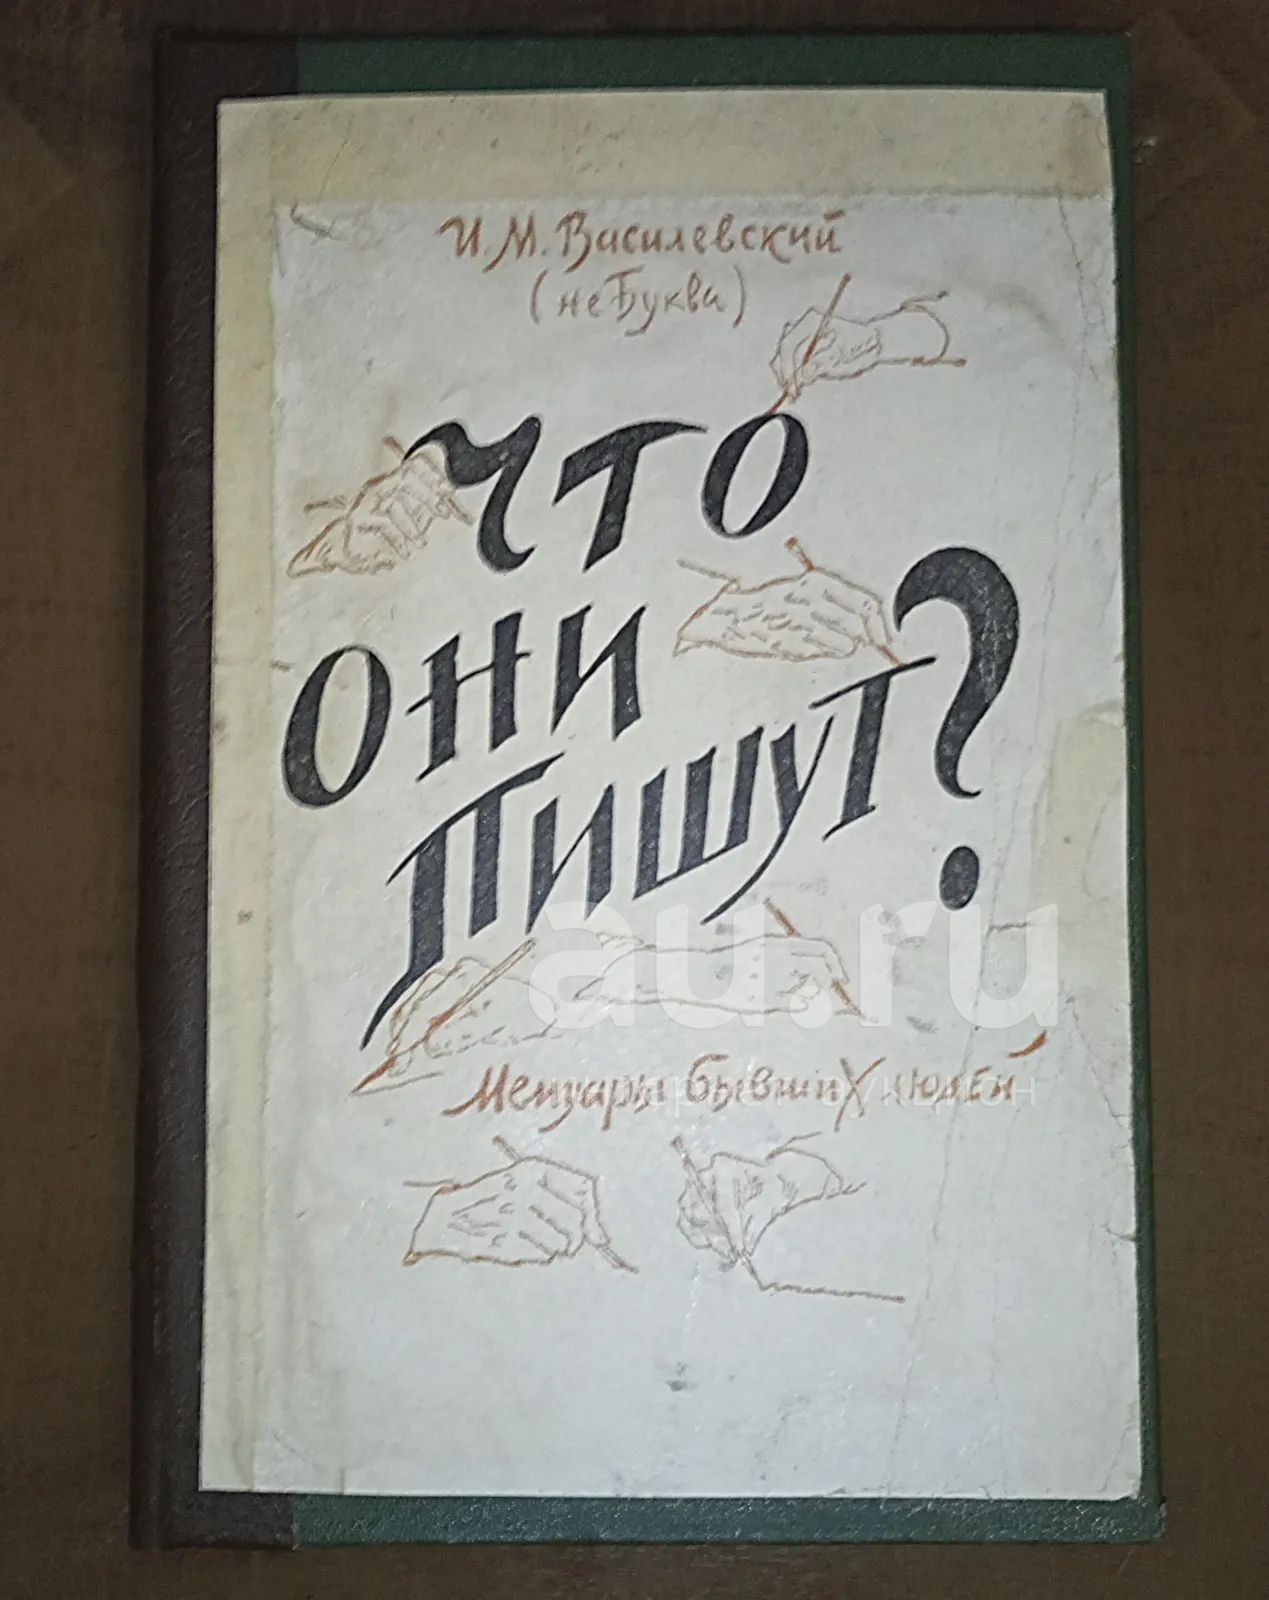 И. М. Василевский
(не Буква)
Что
они
пишут?
au.ru
Мемуары бывших людей